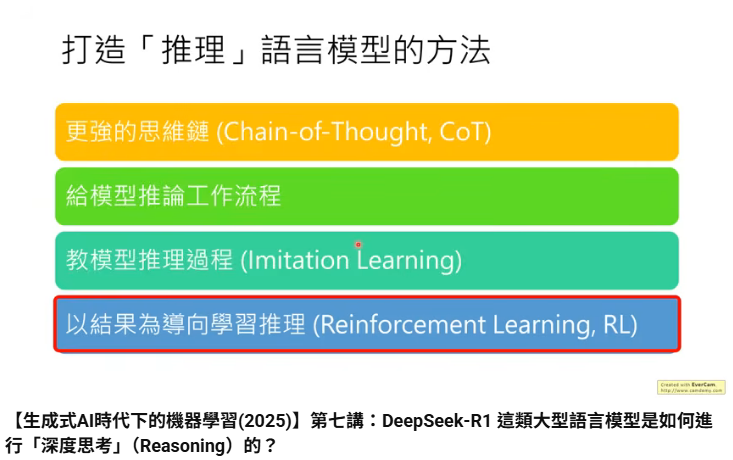 打造「推理」語言模型的方法
更強的思維鏈 (Chain-of-Thought, CoT)
給模型推論工作流程
教模型推理過程 (Imitation Learning)
以結果為導向學習推理 (Reinforcement Learning, RL)
Created with EverCam.
http://www.camdemy.com
【生成式AI時代下的機器學習(2025)】第七講：DeepSeek-R1 這類大型語言模型是如何進
行「深度思考」（Reasoning）的？